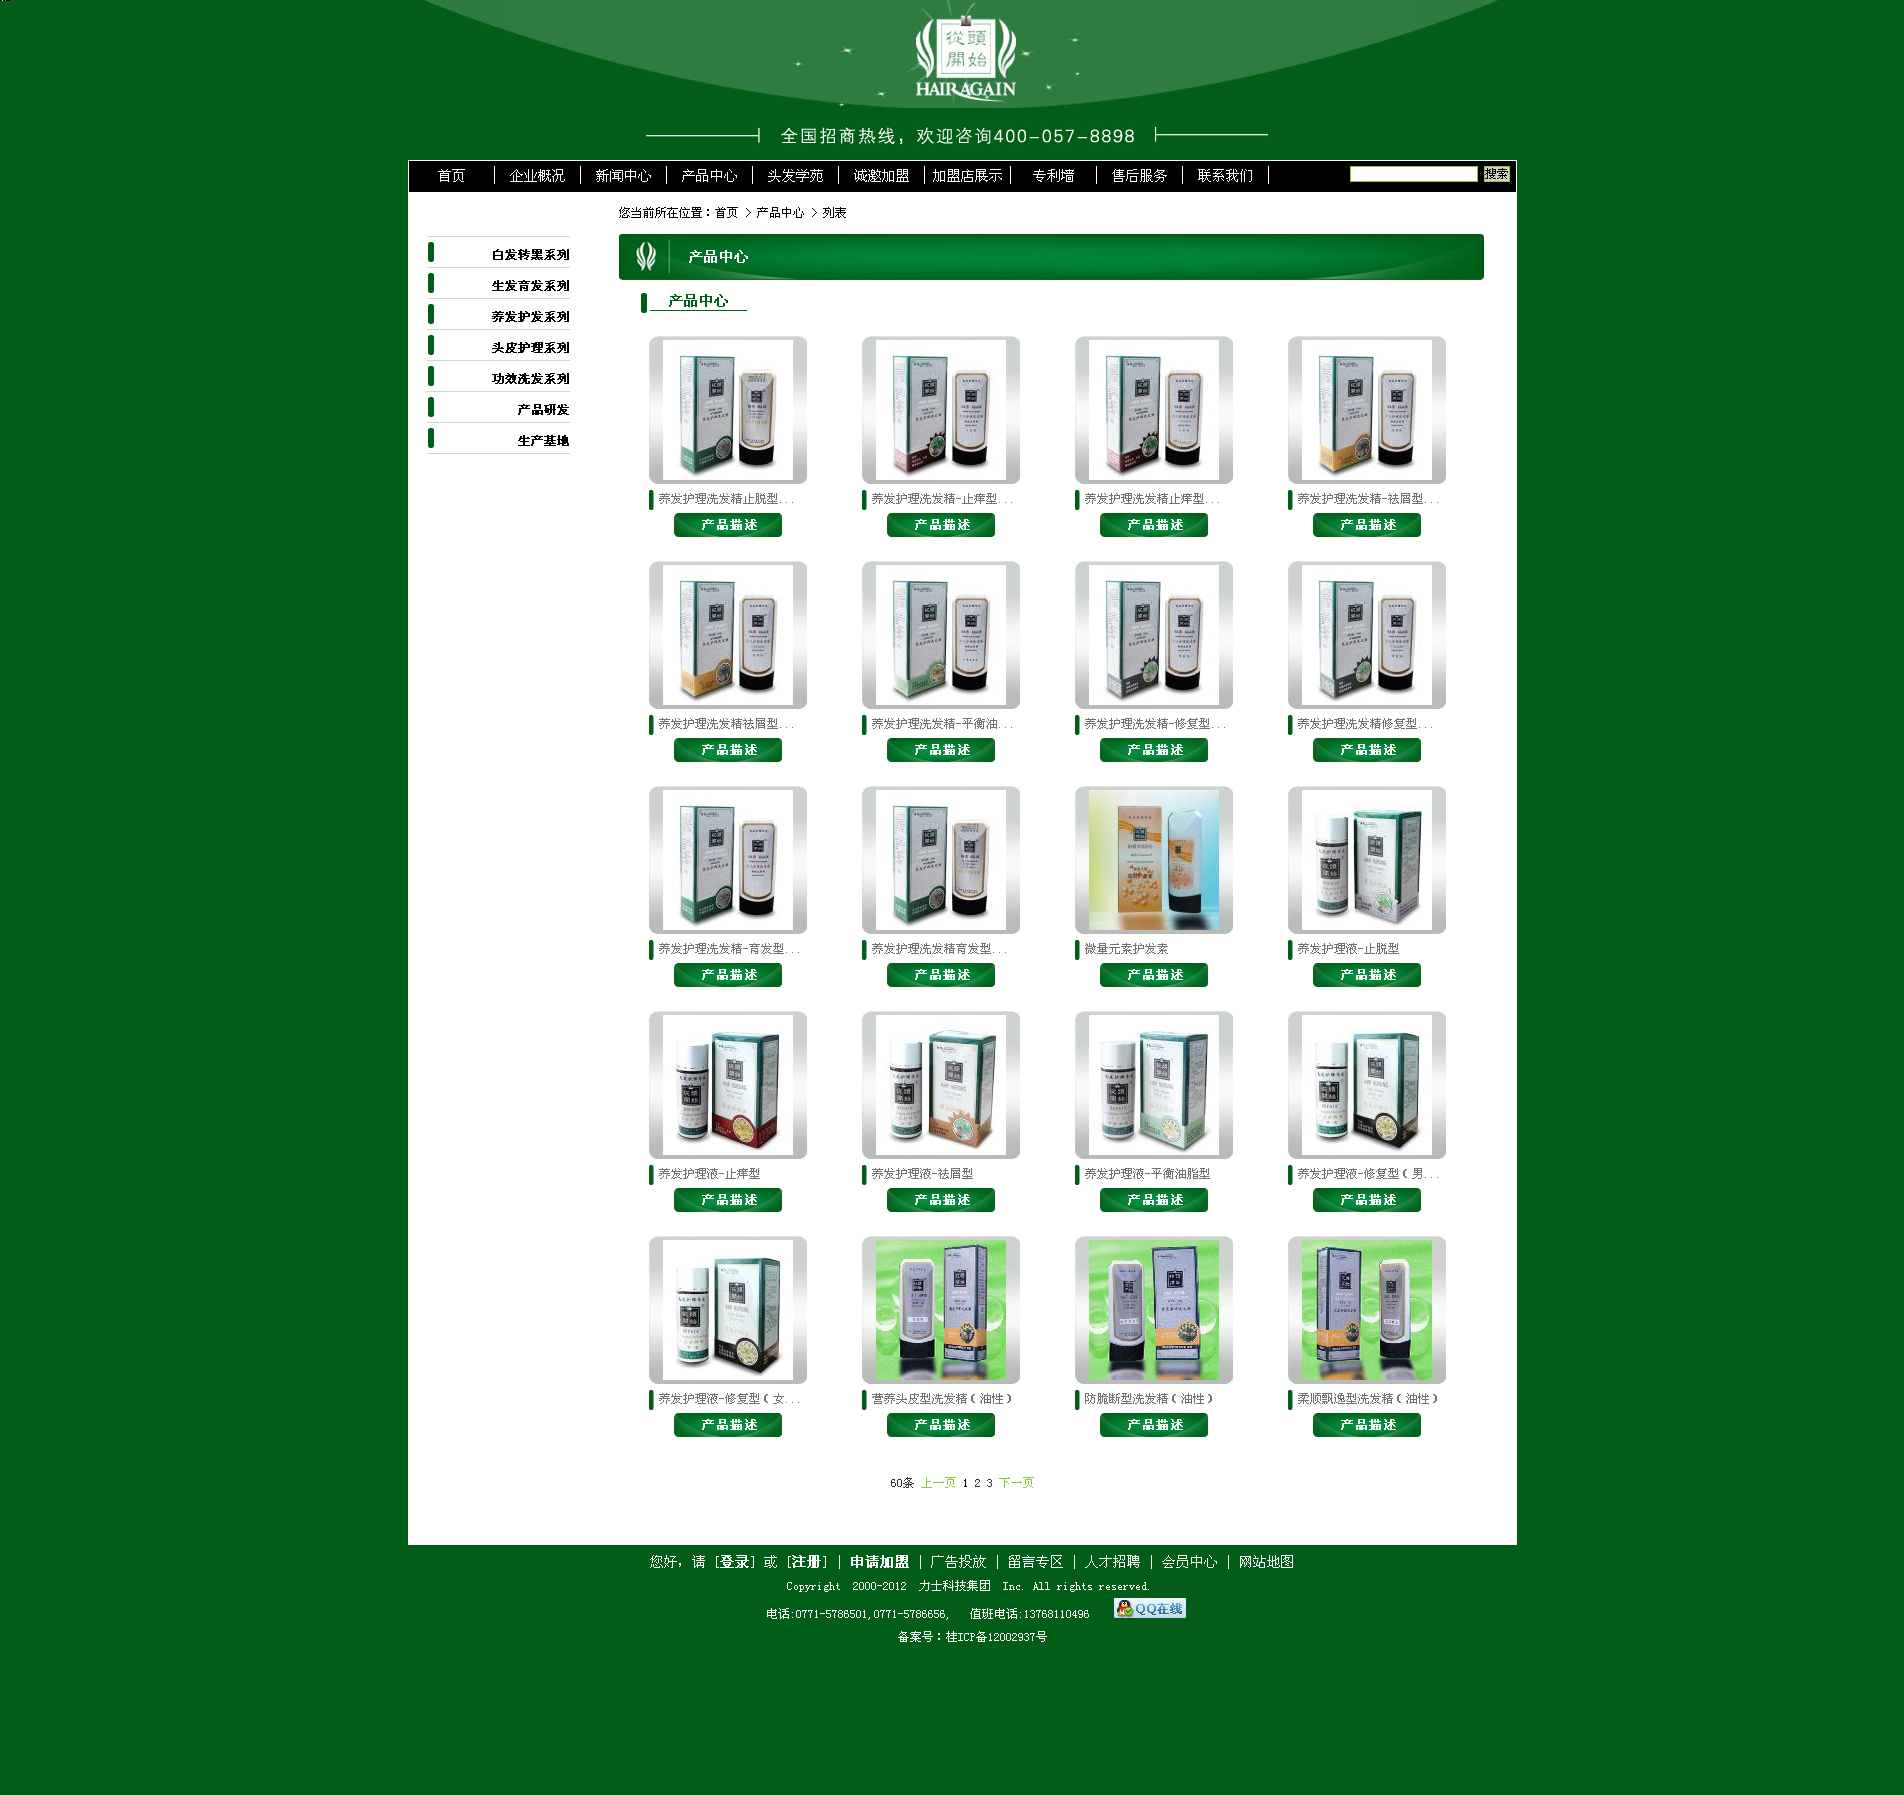 從頭
開始
HAIRAGAIN
全国招商热线，欢迎咨询400-057-8898
首页 企业概况 新闻中心 产品中心 头发学苑 诚邀加盟 加盟店展示 专利墙 售后服务 联系我们 搜索
您当前所在位置：首页 > 产品中心 > 列表
白发转黑系列
生发育发系列
养发护发系列
头皮护理系列
功效洗发系列
产品研发
生产基地
产品中心
产品中心
养发护理洗发精止脱型... 养发护理洗发精-止痒型... 养发护理洗发精止痒型... 养发护理洗发精-祛屑型...
产品描述 产品描述 产品描述 产品描述
养发护理洗发精祛屑型... 养发护理洗发精-平衡油... 养发护理洗发精-修复型... 养发护理洗发精修复型...
产品描述 产品描述 产品描述 产品描述
养发护理洗发精-育发型... 养发护理洗发精育发型... 微量元素护发素 养发护理液-止脱型
产品描述 产品描述 产品描述 产品描述
养发护理液-止痒型 养发护理液-祛屑型 养发护理液-平衡油脂型 养发护理液-修复型（男...
产品描述 产品描述 产品描述 产品描述
养发护理液-修复型（女... 营养头皮型洗发精（油性） 防脆断型洗发精（油性） 柔顺飘逸型洗发精（油性）
产品描述 产品描述 产品描述 产品描述
60条 上一页 1 2 3 下一页
您好，请 [登录] 或 [注册] | 申请加盟 | 广告投放 | 留言专区 | 人才招聘 | 会员中心 | 网站地图
Copyright 2000-2012 力士科技集团 Inc. All rights reserved.
电话:0771-5786501,0771-5786656, 值班电话:13768110496 QQ在线
备案号：桂ICP备12002937号